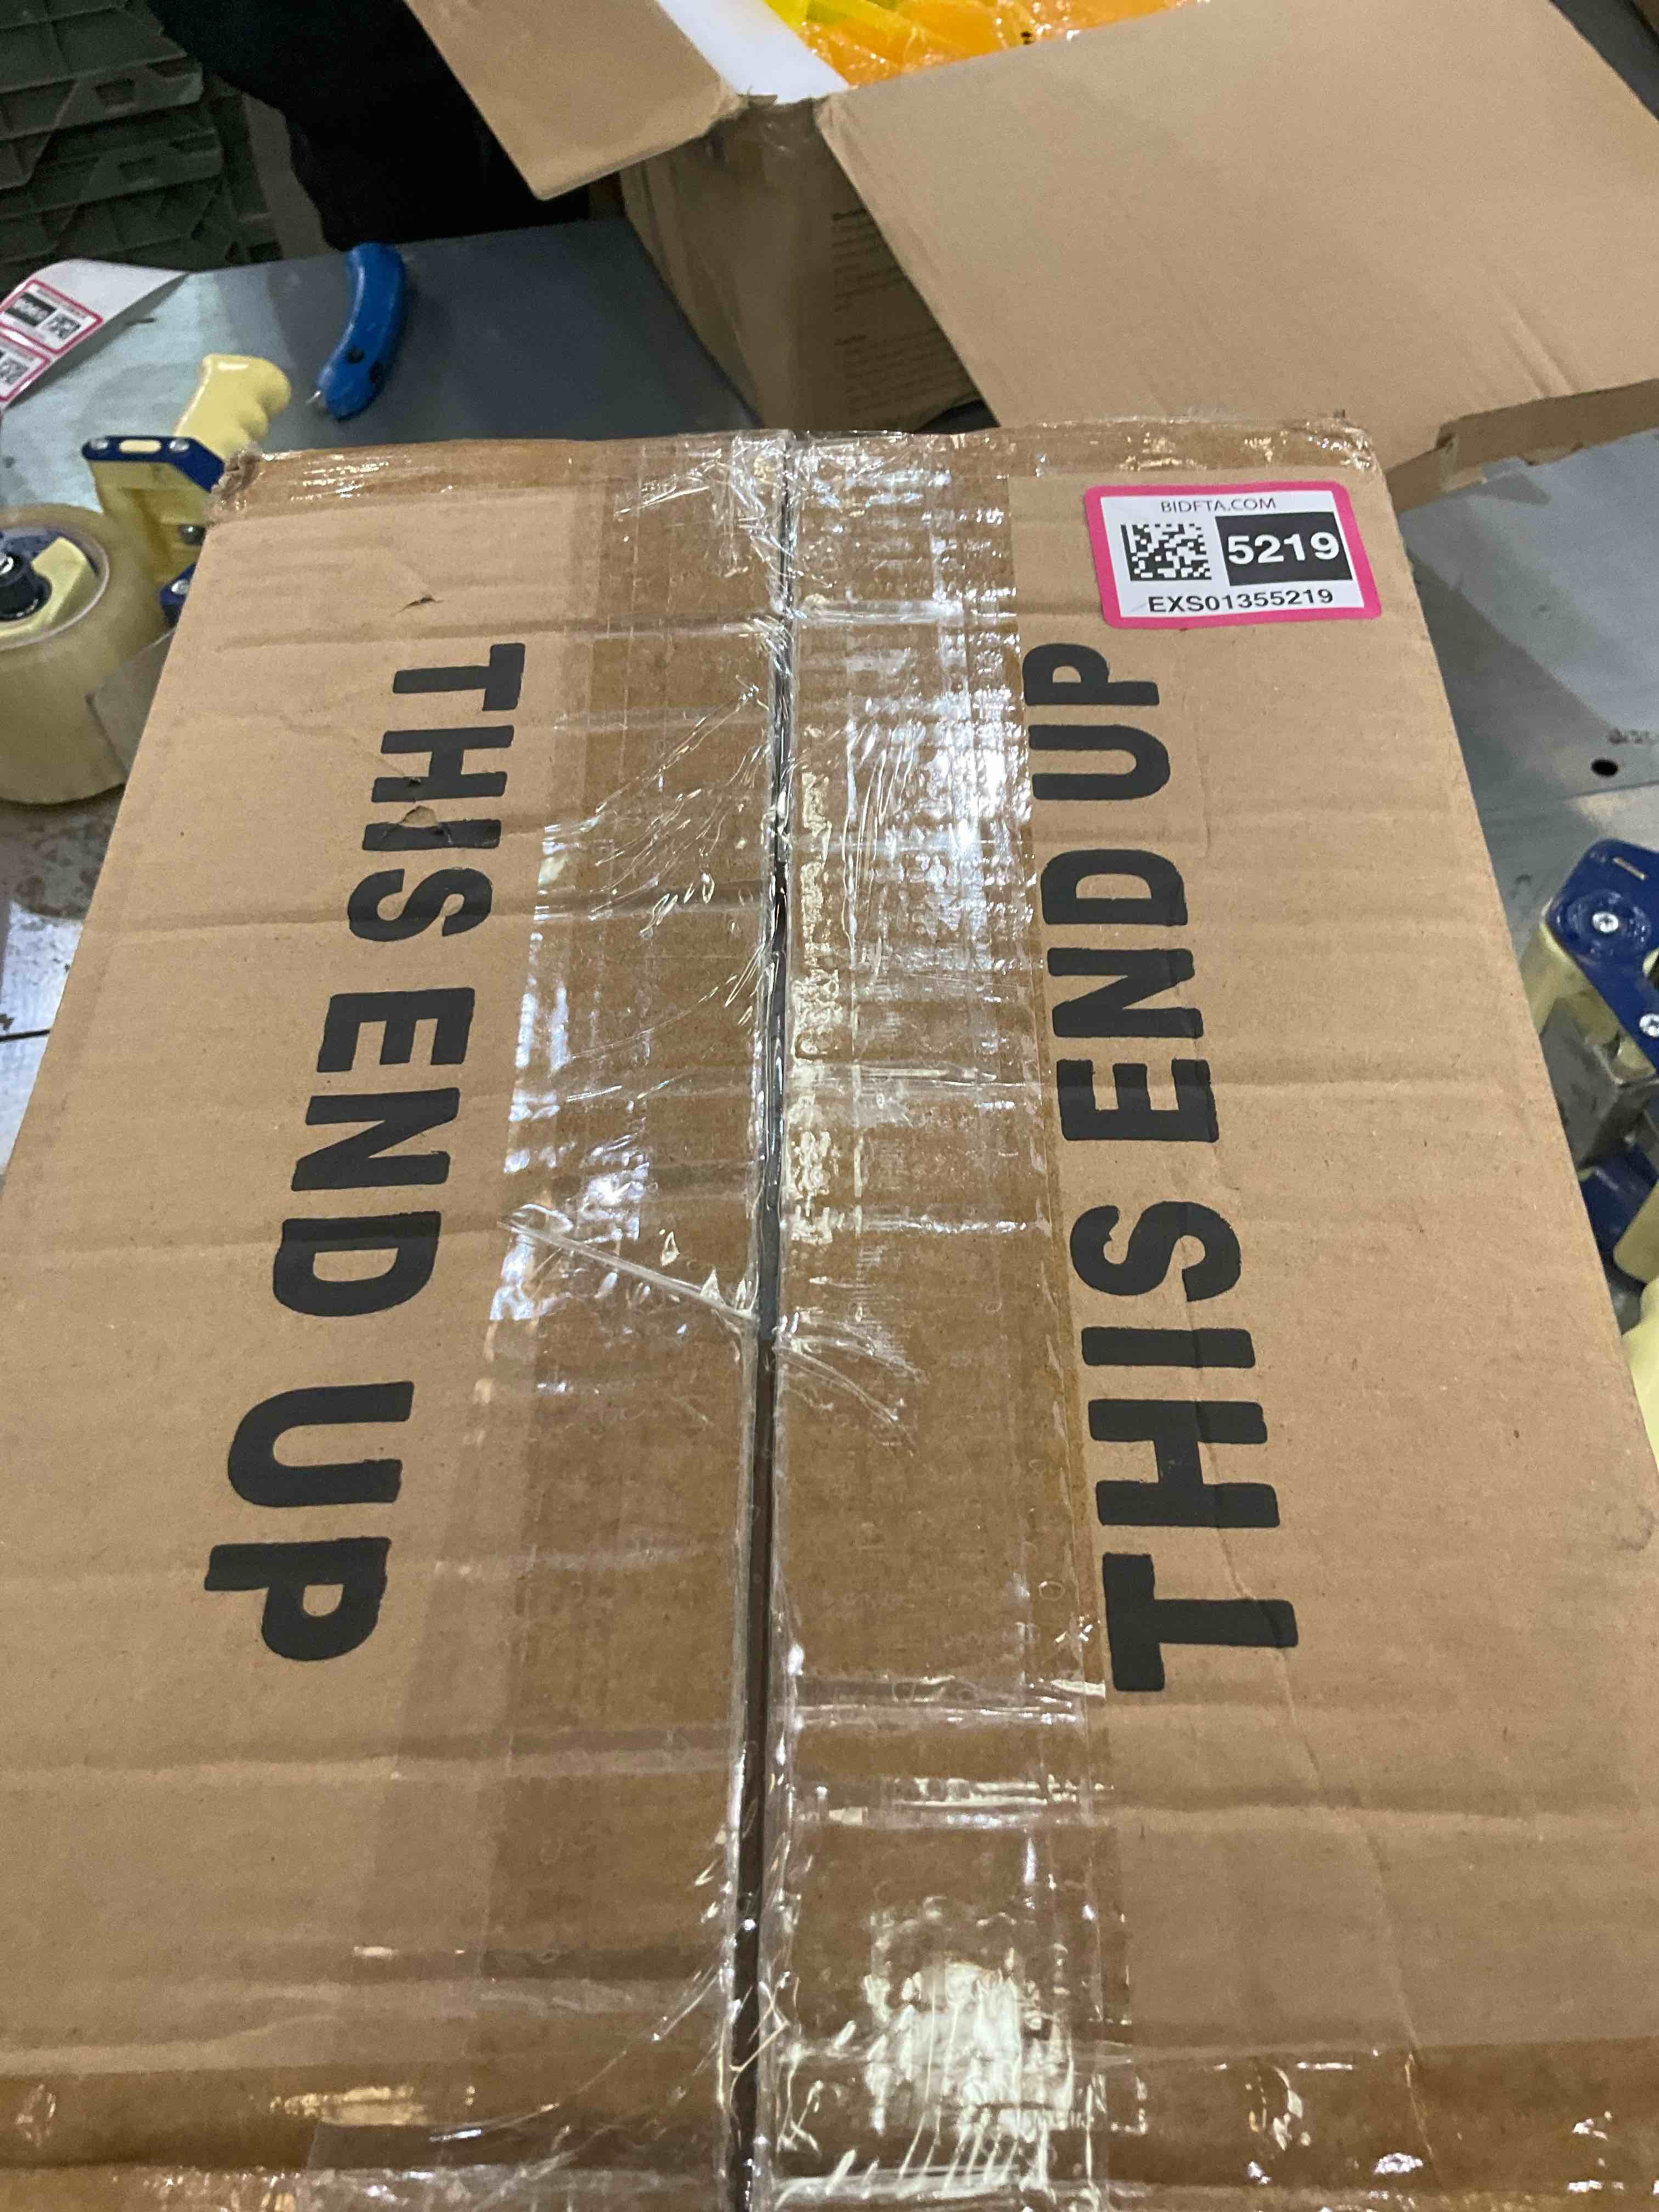 BIDFTA.COM
5219
EXS01355219
THIS END UP
THIS END UP